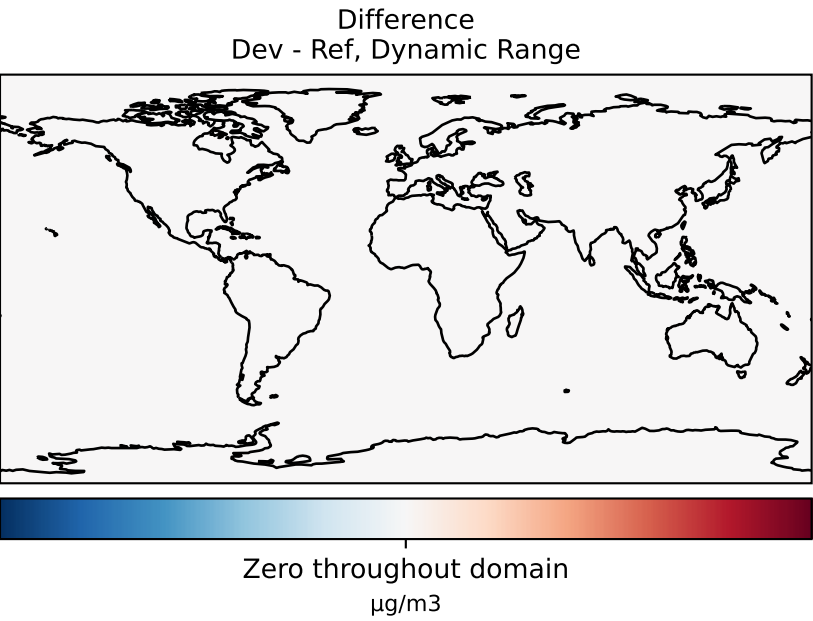 Difference
Dev - Ref, Dynamic Range
Zero throughout domain
μg/m3